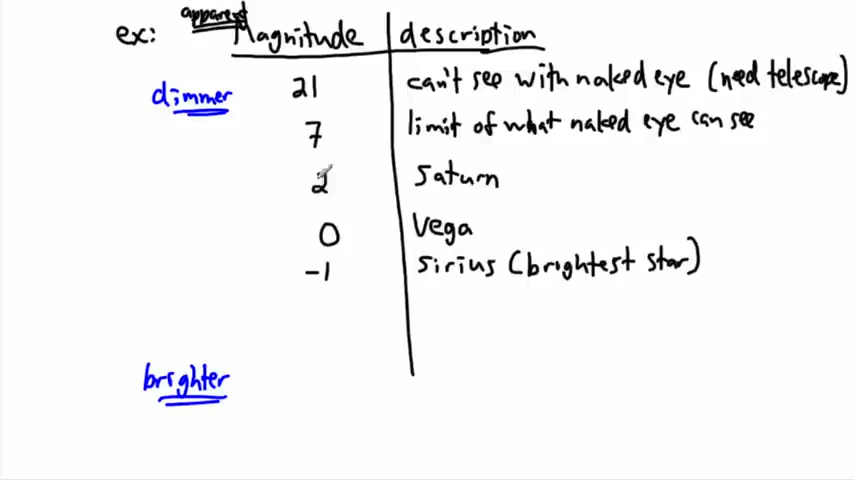 apparent
ex: Magnitude description
dimmer 21 can't see with naked eye (need telescope)
7 limit of what naked eye can see
2 Saturn
0 Vega
-1 Sirius (brightest star)
brighter